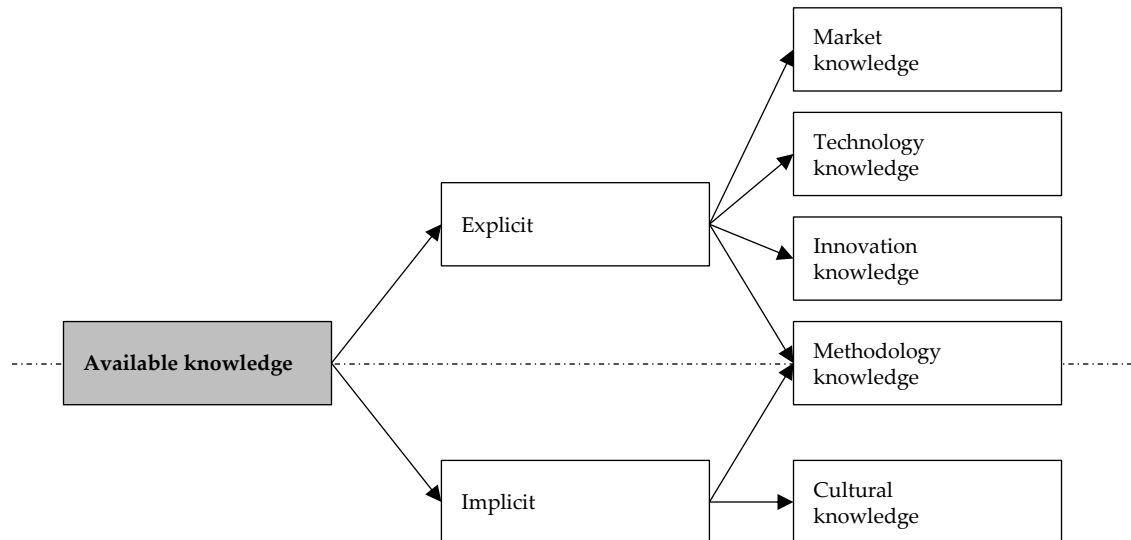 Market
knowledge
Technology
knowledge
Explicit
Innovation
knowledge
Available knowledge
Methodology
knowledge
Implicit
Cultural
knowledge